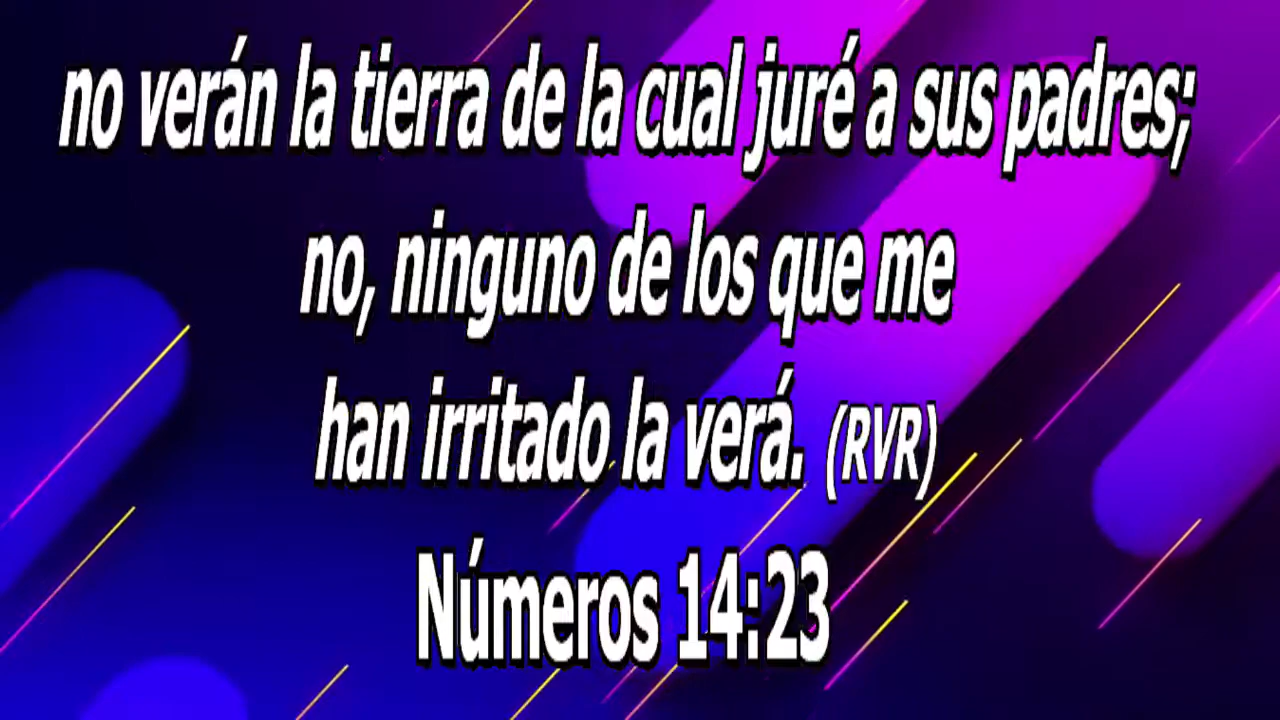 no verán la tierra de la cual juré a sus padres;
no, ninguno de los que me
han irritado la verá. (RVR)
Números 14:23